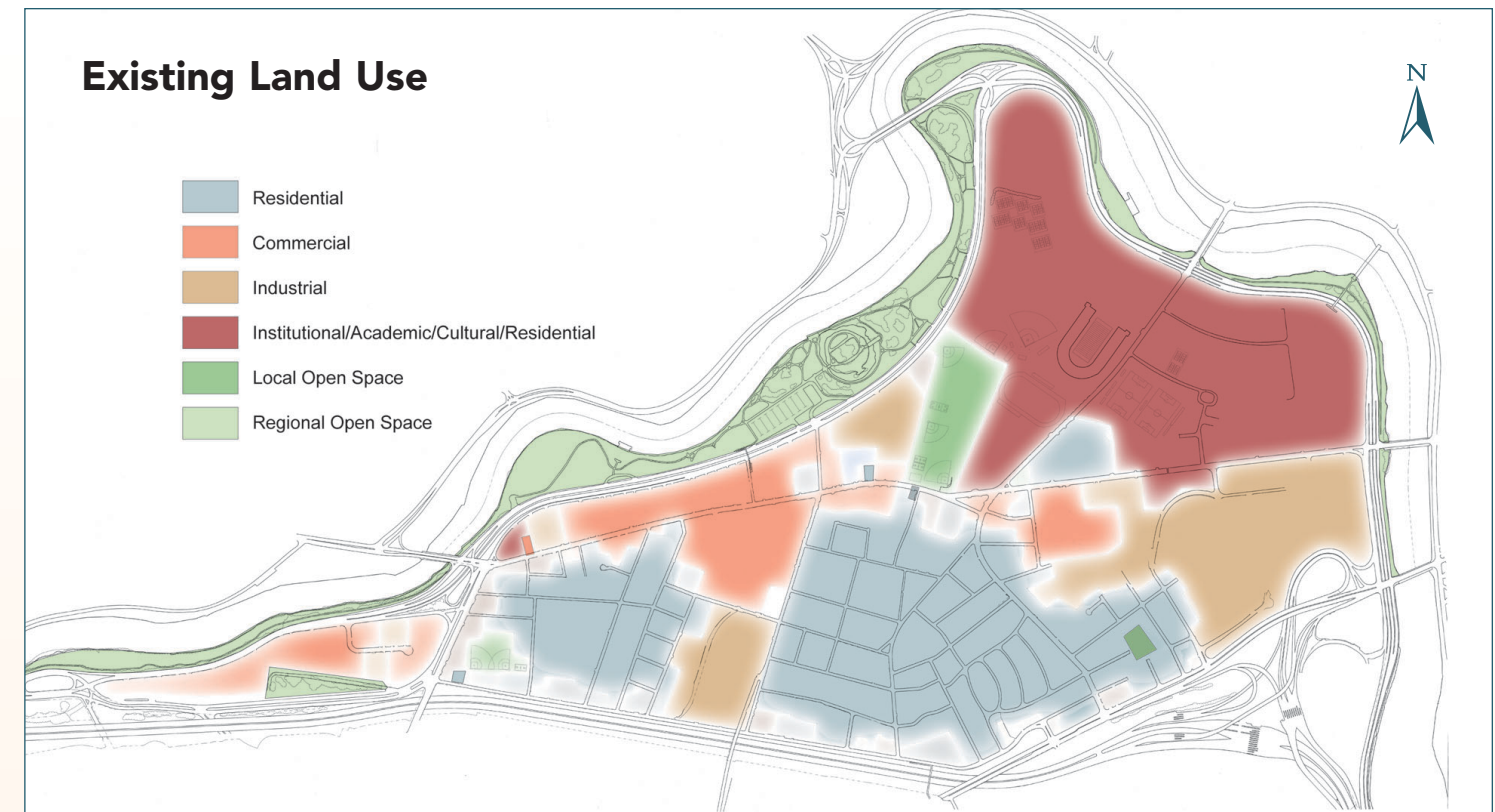 Existing Land Use
N
Residential
Commercial
Industrial
Institutional/Academic/Cultural/Residential
Local Open Space
Regional Open Space